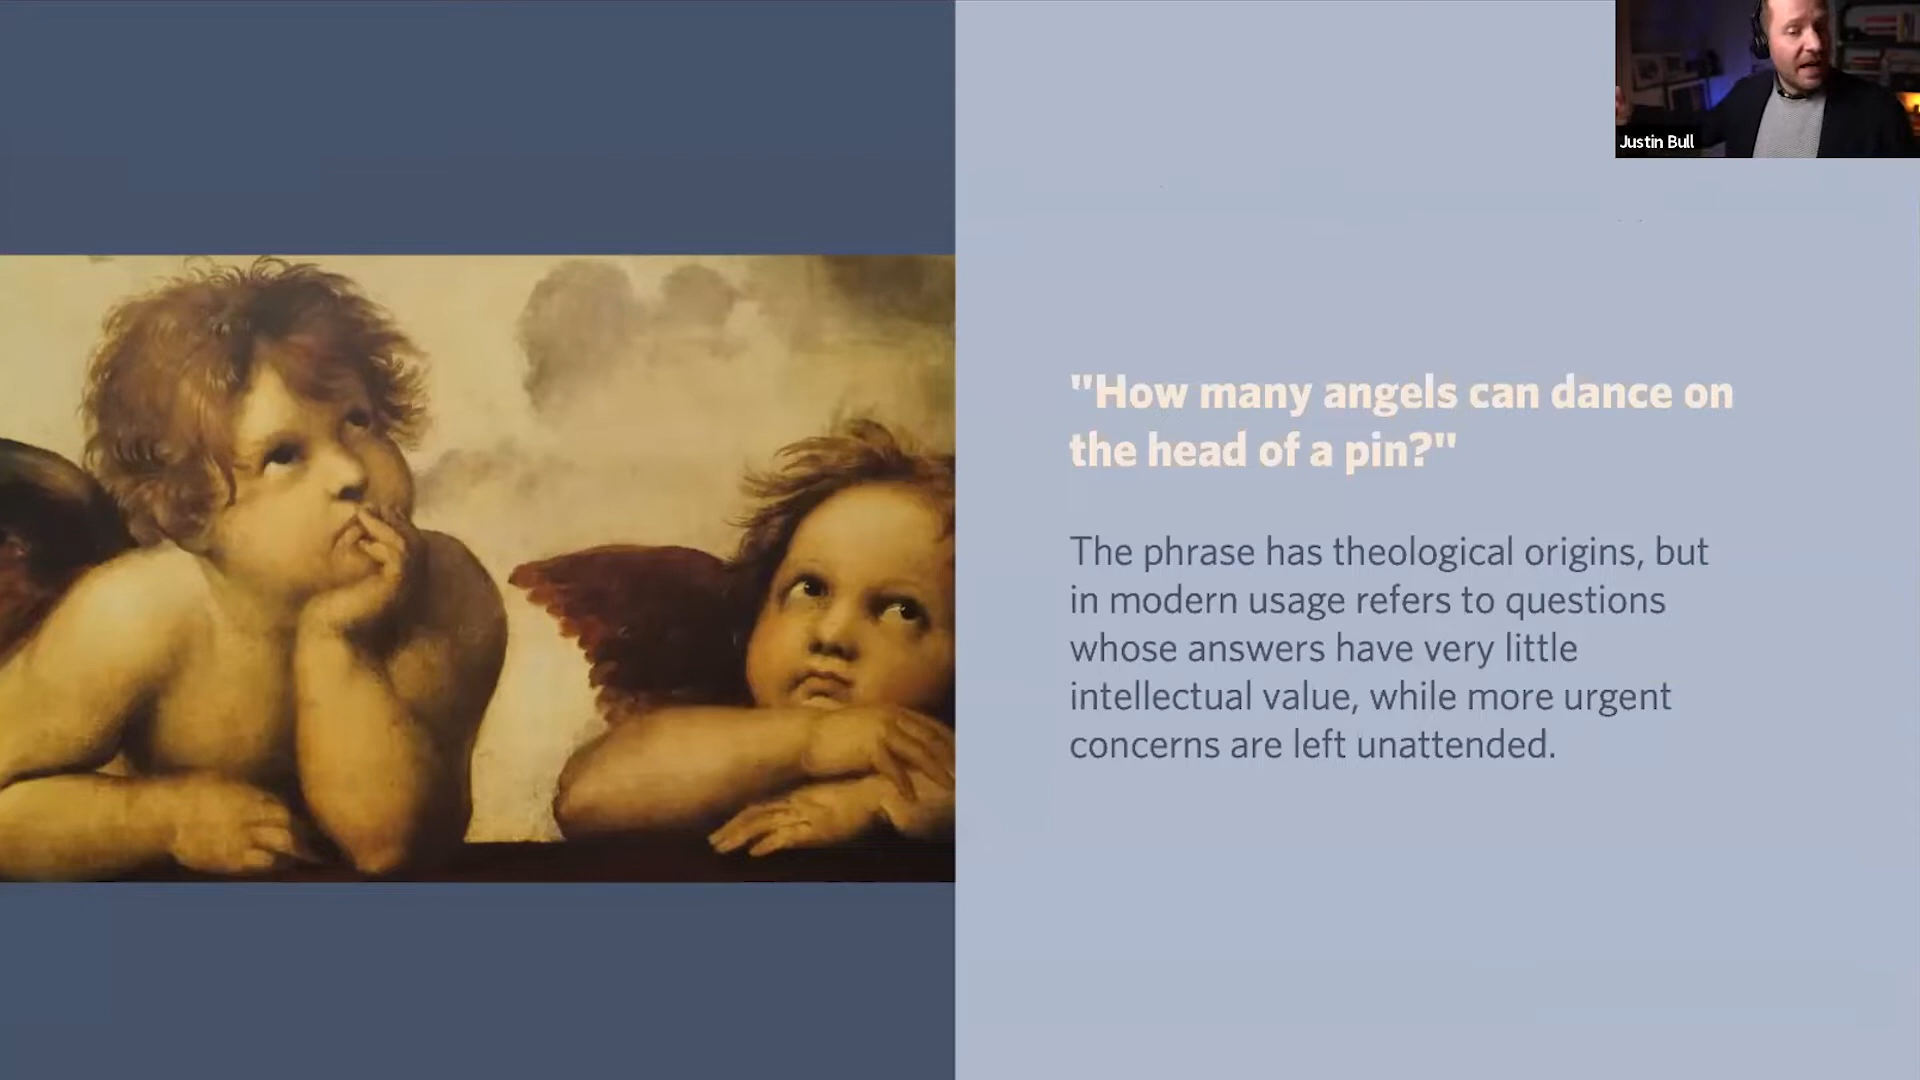 Justin Bull
"How many angels can dance on
the head of a pin?"
The phrase has theological origins, but
in modern usage refers to questions
whose answers have very little
intellectual value, while more urgent
concerns are left unattended.